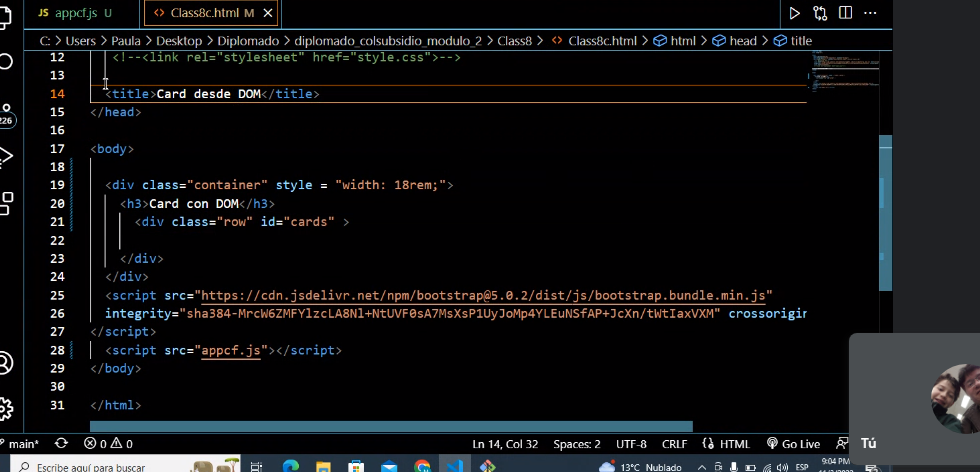 JS appcf.js U
<> Class8c.html M ×
C: > Users > Paula > Desktop > Diplomado > diplomado_colsubsidio_modulo_2 > Class8 > <> Class8c.html > html > head > title
12 <!--<link rel="stylesheet" href="style.css">-->
13
14 <title>Card desde DOM</title>
15 </head>
16
17 <body>
18
19 <div class="container" style = "width: 18rem;">
20 <h3>Card con DOM</h3>
21 <div class="row" id="cards" >
22
23 </div>
24 </div>
25 <script src="https://cdn.jsdelivr.net/npm/bootstrap@5.0.2/dist/js/bootstrap.bundle.min.js"
26 integrity="sha384-MrcW6ZMFYlzcLA8Nl+NtUVF0sA7MsXsP1UyJoMp4YLEuNSfAP+JcXn/tWtIaxVXM" crossorigin
27 </script>
28 <script src="appcf.js"></script>
29 </body>
30
31 </html>
226
Tú
main* 0 0 Ln 14, Col 32 Spaces: 2 UTF-8 CRLF HTML Go Live
Escribe aquí para buscar 13°C Nublado ESP 9:04 PM